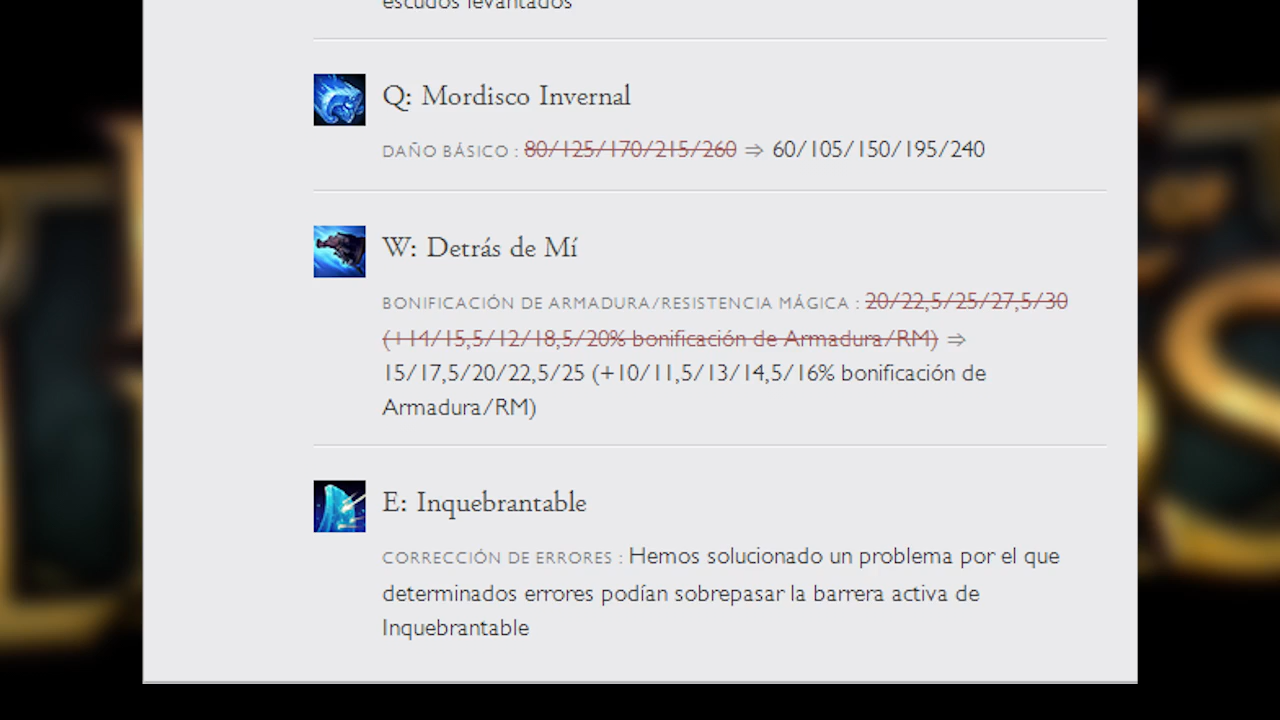 escudos levantados
Q: Mordisco Invernal
DAÑO BÁSICO : 80/125/170/215/260 ⇒ 60/105/150/195/240
W: Detrás de Mí
BONIFICACIÓN DE ARMADURA/RESISTENCIA MÁGICA : 20/22,5/25/27,5/30
(+14/15,5/12/18,5/20% bonificación de Armadura/RM) ⇒
15/17,5/20/22,5/25 (+10/11,5/13/14,5/16% bonificación de
Armadura/RM)
E: Inquebrantable
CORRECCIÓN DE ERRORES : Hemos solucionado un problema por el que
determinados errores podían sobrepasar la barrera activa de
Inquebrantable